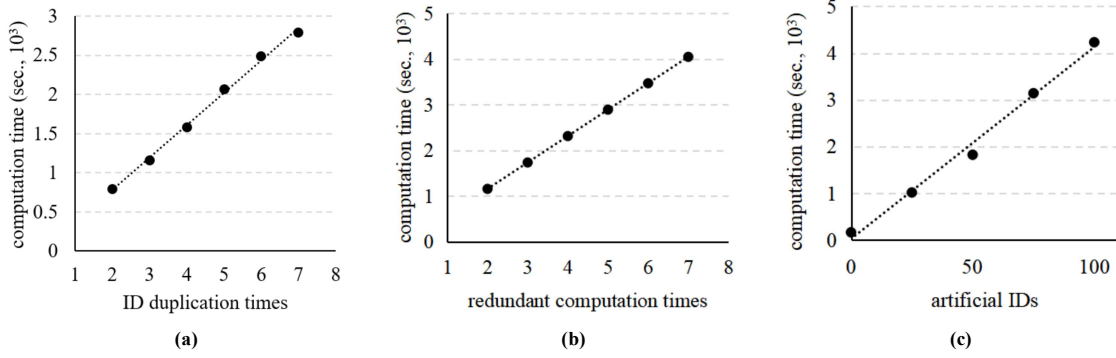 computation time (sec., 10³)
3
2.5
2
1.5
1
0.5
0
1 2 3 4 5 6 7 8
ID duplication times
(a)
computation time (sec., 10³)
5
4
3
2
1
0
1 2 3 4 5 6 7 8
redundant computation times
(b)
computation time (sec., 10³)
5
4
3
2
1
0
0 50 100
artificial IDs
(c)